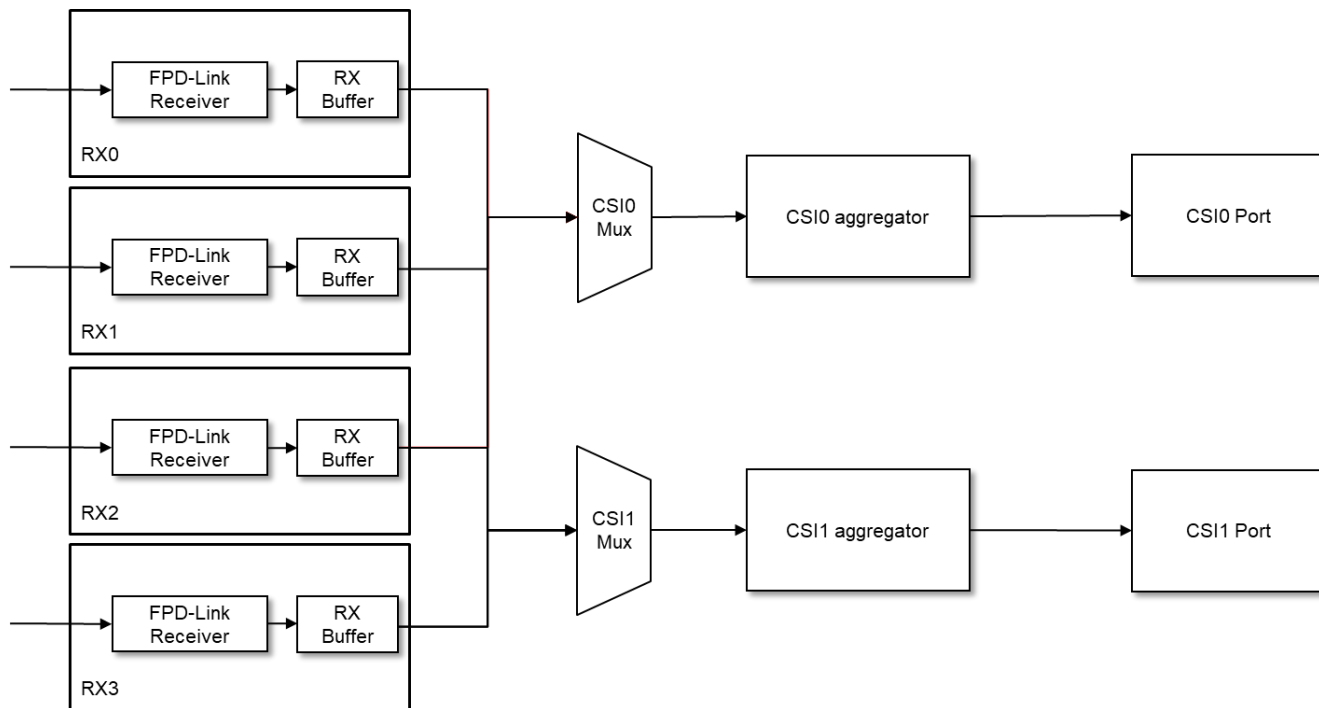 FPD-Link
Receiver
RX
Buffer
RX0
FPD-Link
Receiver
RX
Buffer
RX1
FPD-Link
Receiver
RX
Buffer
RX2
FPD-Link
Receiver
RX
Buffer
RX3
CSI0
Mux
CSI0 aggregator
CSI0 Port
CSI1
Mux
CSI1 aggregator
CSI1 Port